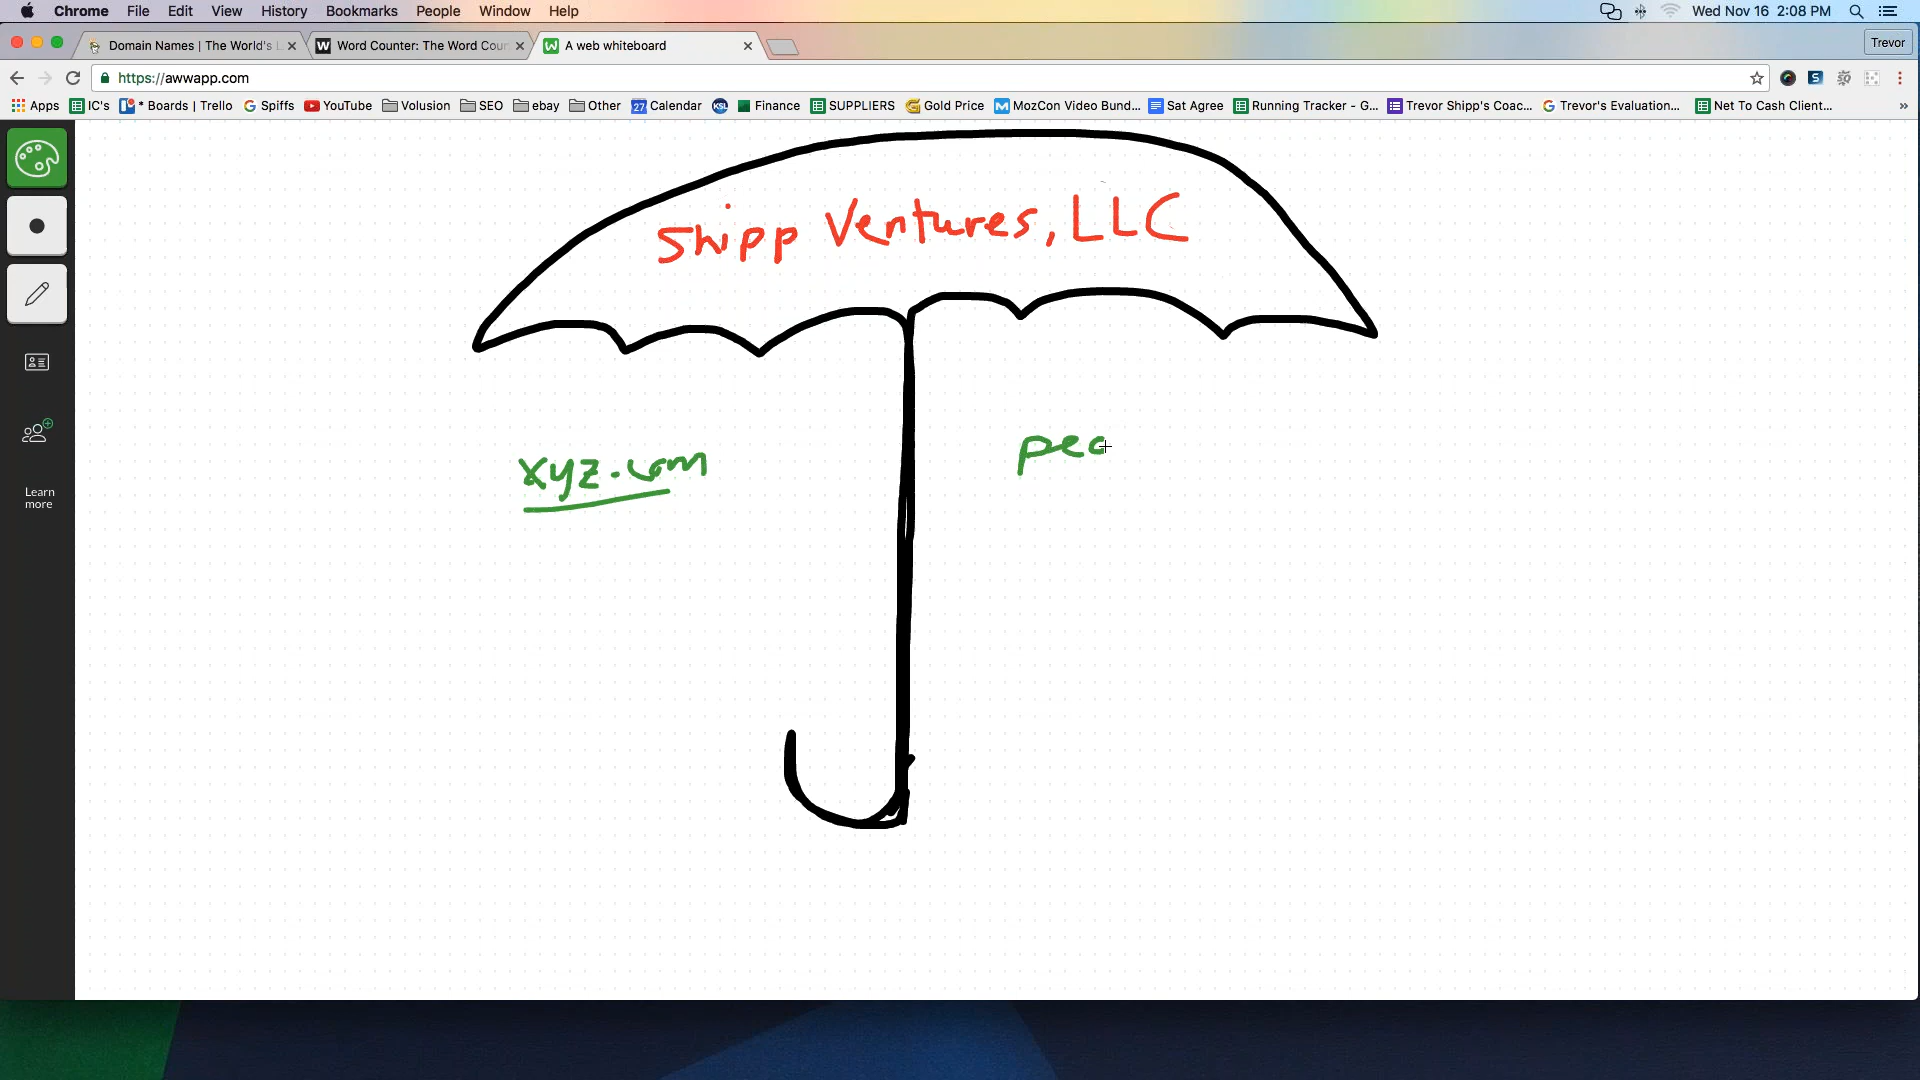 Chrome File Edit View History Bookmarks People Window Help Wed Nov 16 2:08 PM
Domain Names | The World's L Word Counter: The Word Coun A web whiteboard Trevor
https://awwapp.com
Apps IC's * Boards | Trello Spiffs YouTube Volusion SEO ebay Other 27 Calendar KSL Finance SUPPLIERS Gold Price MozCon Video Bund... Sat Agree Running Tracker - G... Trevor Shipp's Coac... Trevor's Evaluation... Net To Cash Client... »
Shipp Ventures, LLC
xyz.com
pec
Learn
more